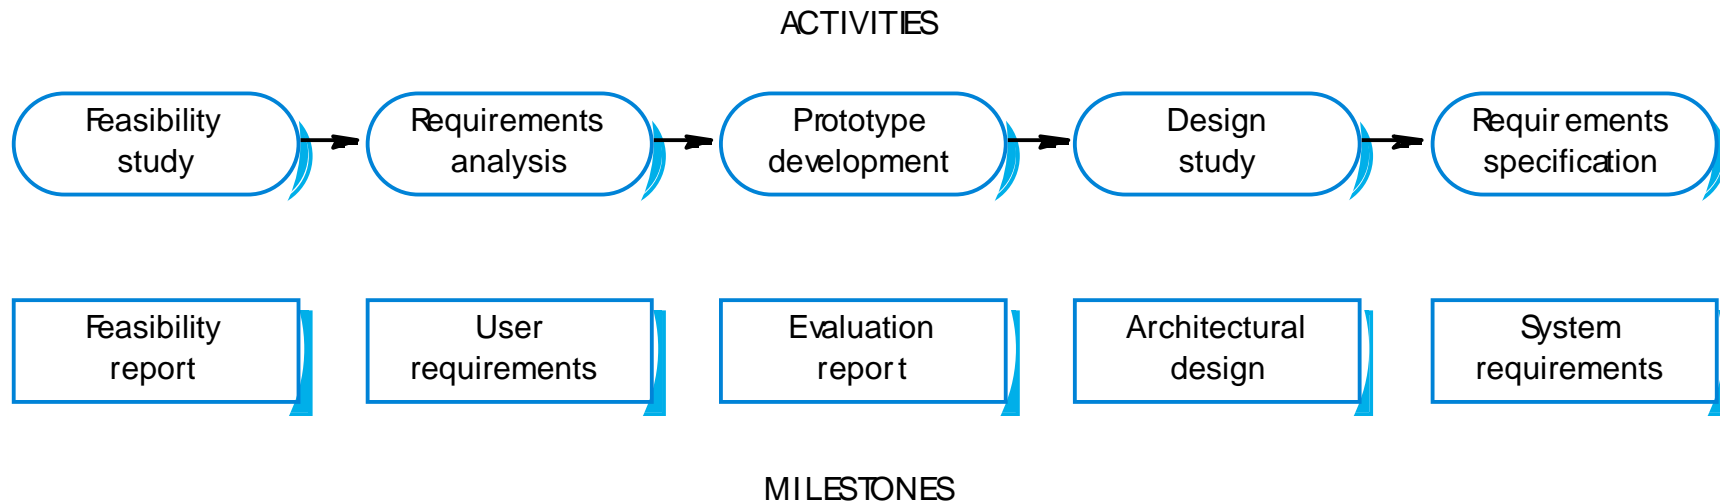 ACTIVITIES
Feasibility
study
Requirements
analysis
Prototype
development
Design
study
Requirements
specification
Feasibility
report
User
requirements
Evaluation
report
Architectural
design
System
requirements
MILESTONES